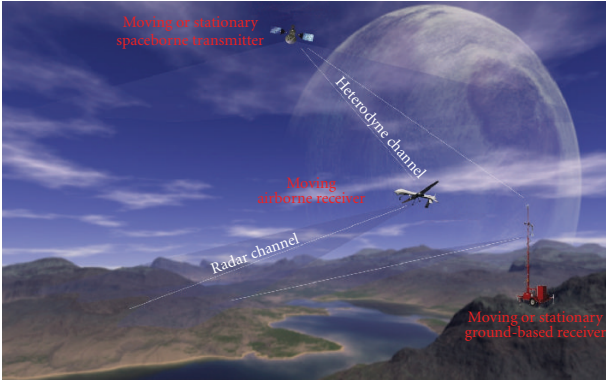 Moving or stationary
spaceborne transmitter
Heterodyne channel
Moving
airborne receiver
Radar channel
Moving or stationary
ground-based receiver